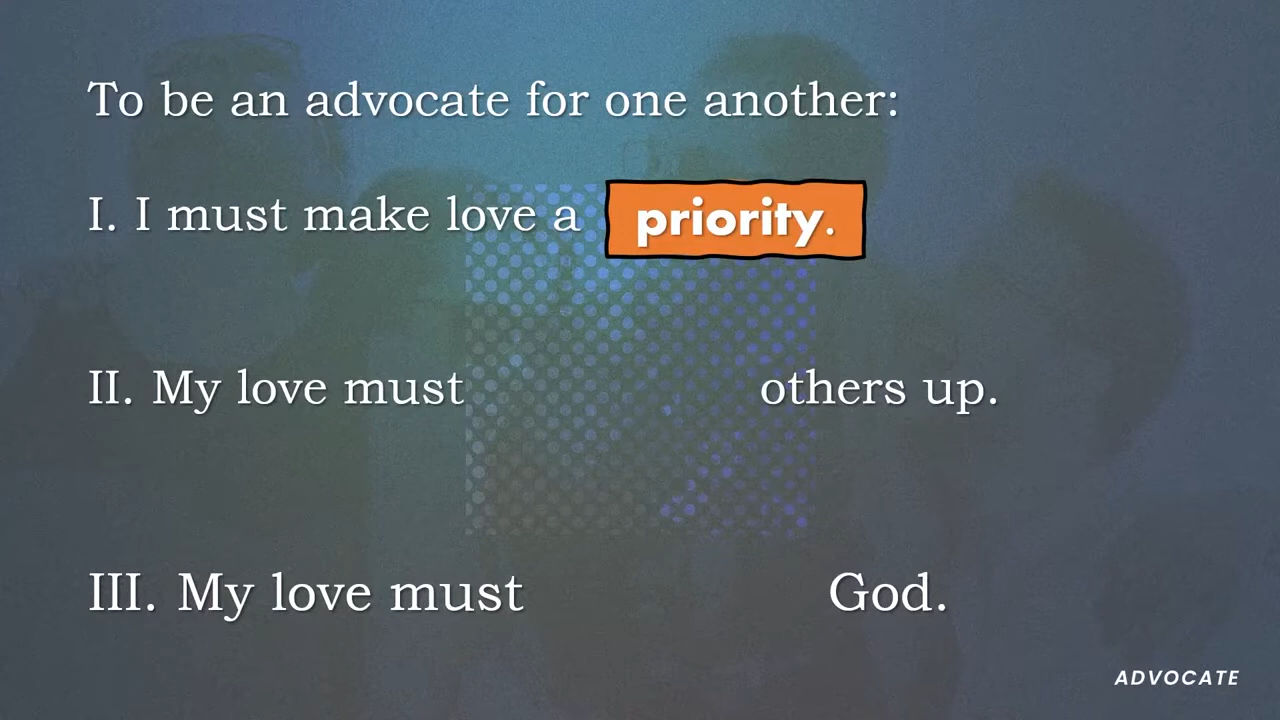 To be an advocate for one another:
I. I must make love a priority.
II. My love must others up.
III. My love must God.
ADVOCATE